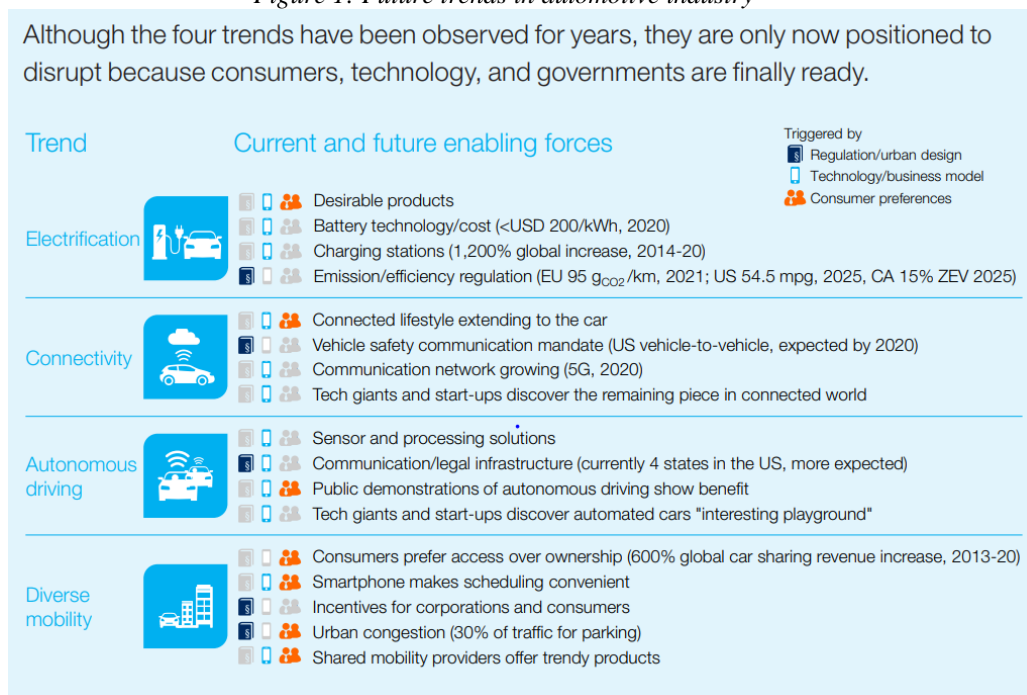 Figure 1: Future trends in automotive industry
Although the four trends have been observed for years, they are only now positioned to
disrupt because consumers, technology, and governments are finally ready.
Trend
Current and future enabling forces
Triggered by
§ Regulation/urban design
Technology/business model
Consumer preferences
Electrification
Desirable products
Battery technology/cost (<USD 200/kWh, 2020)
Charging stations (1,200% global increase, 2014-20)
§ Emission/efficiency regulation (EU 95 gCO2/km, 2021; US 54.5 mpg, 2025, CA 15% ZEV 2025)
Connectivity
Connected lifestyle extending to the car
§ Vehicle safety communication mandate (US vehicle-to-vehicle, expected by 2020)
Communication network growing (5G, 2020)
Tech giants and start-ups discover the remaining piece in connected world
Autonomous
driving
Sensor and processing solutions
§ Communication/legal infrastructure (currently 4 states in the US, more expected)
Public demonstrations of autonomous driving show benefit
Tech giants and start-ups discover automated cars "interesting playground"
Diverse
mobility
Consumers prefer access over ownership (600% global car sharing revenue increase, 2013-20)
Smartphone makes scheduling convenient
§ Incentives for corporations and consumers
§ Urban congestion (30% of traffic for parking)
Shared mobility providers offer trendy products